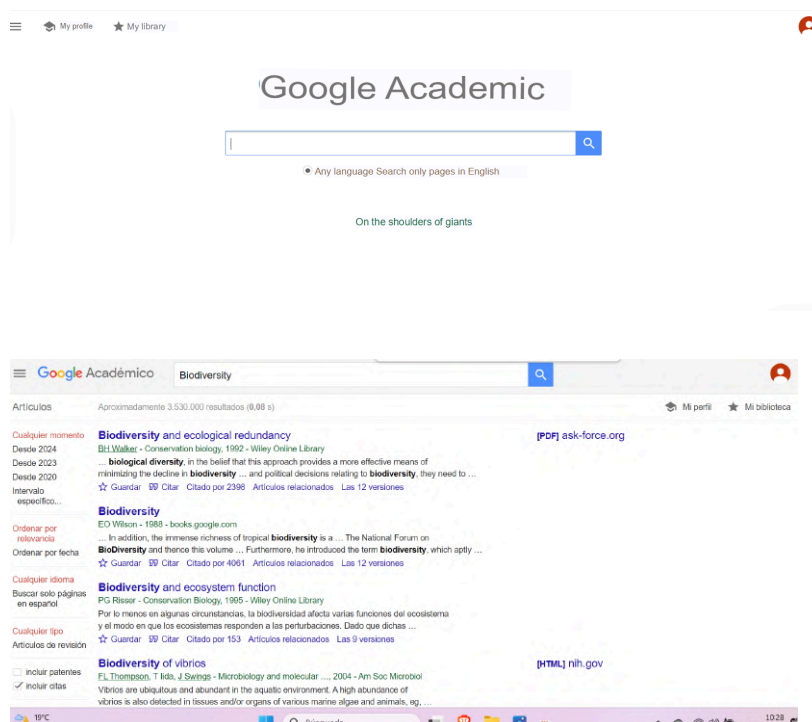 My profile My library
Google Academic
Any language Search only pages in English
On the shoulders of giants
Google Académico Biodiversity
Artículos Aproximadamente 3.530.000 resultados (0,08 s) Mi perfil Mi biblioteca
Cualquier momento
Desde 2024
Desde 2023
Desde 2020
Intervalo
específico...
Ordenar por
relevancia
Ordenar por fecha
Cualquier idioma
Buscar solo páginas
en español
Cualquier tipo
Artículos de revisión
incluir patentes
incluir citas
Biodiversity and ecological redundancy [PDF] ask-force.org
BH Walker - Conservation biology, 1992 - Wiley Online Library
... biological diversity, in the belief that this approach provides a more effective means of
minimizing the decline in biodiversity ... and political decisions relating to biodiversity, they need to ...
Guardar Citar Citado por 2398 Artículos relacionados Las 12 versiones
Biodiversity
EO Wilson - 1988 - books.google.com
... In addition, the immense richness of tropical biodiversity is a ... The National Forum on
BioDiversity and thence this volume ... Furthermore, he introduced the term biodiversity, which aptly ...
Guardar Citar Citado por 4061 Artículos relacionados Las 12 versiones
Biodiversity and ecosystem function
PG Risser - Conservation Biology, 1995 - Wiley Online Library
Por lo menos en algunas circunstancias, la biodiversidad afecta varias funciones del ecosistema
y el modo en que los ecosistemas responden a las perturbaciones. Dado que dichas ...
Guardar Citar Citado por 153 Artículos relacionados Las 9 versiones
Biodiversity of vibrios [HTML] nih.gov
FL Thompson, T Iida, J Swings - Microbiology and molecular ..., 2004 - Am Soc Microbiol
Vibrios are ubiquitous and abundant in the aquatic environment. A high abundance of
vibrios is also detected in tissues and/or organs of various marine algae and animals, eg, ...
19°C 10:28